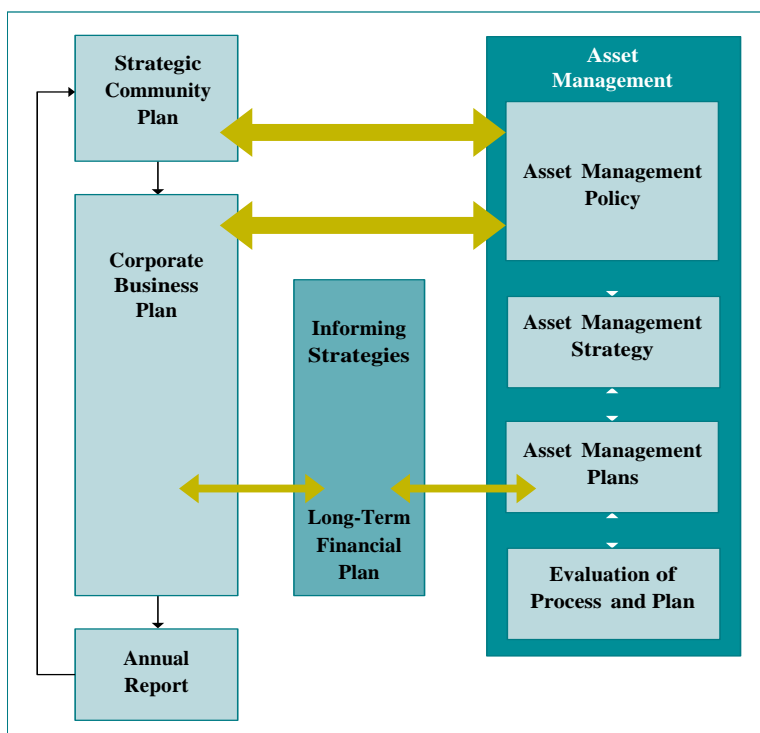 Strategic
Community
Plan
Corporate
Business
Plan
Annual
Report
Informing
Strategies
Long-Term
Financial
Plan
Asset
Management
Asset Management
Policy
Asset Management
Strategy
Asset Management
Plans
Evaluation of
Process and Plan